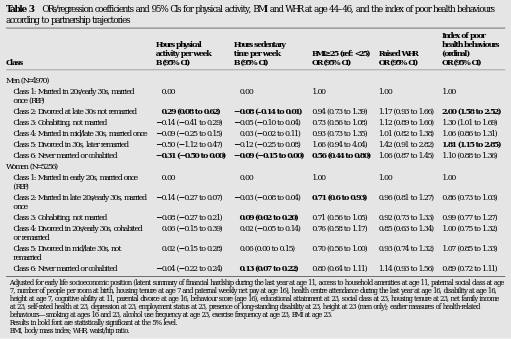 Table 3 ORs/regression coefficients and 95% CIs for physical activity, BMI and WHR at age 44–46, and the index of poor health behaviours
according to partnership trajectories
Class Hours physical activity per week B (95% CI) Hours sedentary time per week B (95% CI) BMI≥25 (ref: <25) OR (95% CI) Raised WHR OR (95% CI) Index of poor health behaviours (ordinal) OR (95% CI)
Men (N=4970)
Class 1: Married in 20s/early 30s, married 0.00 0.00 1.00 1.00 1.00
once (REF)
Class 2: Divorced at late 30s not remarried 0.29 (0.08 to 0.62) −0.08 (−0.14 to 0.01) 0.94 (0.73 to 1.39) 1.17 (0.93 to 1.66) 2.00 (1.58 to 2.52)
Class 3: Cohabiting, not married −0.14 (−0.41 to 0.29) −0.05 (−0.10 to 0.04) 0.73 (0.56 to 1.08) 1.12 (0.89 to 1.60) 1.30 (1.01 to 1.69)
Class 4: Married in mid/late 30s, married once −0.09 (−0.25 to 0.15) 0.03 (−0.02 to 0.11) 0.93 (0.73 to 1.35) 1.01 (0.82 to 1.38) 1.06 (0.86 to 1.31)
Class 5: Divorced in 30s, later remarried −0.50 (−1.12 to 0.47) −0.12 (−0.25 to 0.08) 1.66 (0.94 to 4.04) 1.42 (0.91 to 2.82) 1.81 (1.15 to 2.85)
Class 6: Never married or cohabited −0.31 (−0.50 to 0.00) −0.09 (−0.15 to 0.00) 0.56 (0.44 to 0.80) 1.06 (0.87 to 1.45) 1.10 (0.88 to 1.36)
Women (N=5256)
Class 1: Married in early 20s, married once 0.00 0.00 1.00 1.00 1.00
(REF)
Class 2: Married in late 20s/early 30s, married −0.14 (−0.27 to 0.07) −0.03 (−0.08 to 0.04) 0.71 (0.6 to 0.93) 0.96 (0.81 to 1.27) 0.86 (0.73 to 1.03)
once
Class 3: Cohabiting, not married −0.08 (−0.27 to 0.21) 0.09 (0.02 to 0.20) 0.71 (0.56 to 1.05) 0.92 (0.73 to 1.33) 0.99 (0.77 to 1.27)
Class 4: Divorced in 20s/early 30s, cohabited 0.06 (−0.15 to 0.39) 0.02 (−0.05 to 0.14) 0.76 (0.58 to 1.17) 0.85 (0.63 to 1.34) 1.00 (0.75 to 1.32)
or remarried
Class 5: Divorced in mid/late 30s, not 0.02 (−0.15 to 0.28) 0.06 (0.00 to 0.15) 0.70 (0.56 to 1.00) 0.93 (0.74 to 1.32) 1.07 (0.85 to 1.33)
remarried
Class 6: Never married or cohabited −0.04 (−0.22 to 0.24) 0.13 (0.07 to 0.22) 0.80 (0.64 to 1.11) 1.14 (0.93 to 1.56) 0.89 (0.72 to 1.11)
Adjusted for early life socioeconomic position (latent summary of financial hardship during the last year at age 11, access to household amenities at age 11, paternal social class at age
7, number of people per room at birth, housing tenure at age 7 and paternal weekly net pay at age 16), health centre attendance during the last year at age 16, disability at age 16,
height at age 7, cognitive ability at 11, parental divorce at age 16, behaviour score (age 16), educational attainment at 23, social class at 23, housing tenure at 23, net family income
at 23, self-rated health at 23, depression at 23, employment status at 23, presence of long-standing disability at 23, height at 23 (men only); earlier measures of health-related
behaviours—smoking at ages 16 and 23, alcohol use frequency at age 23, exercise frequency at age 23, BMI at age 23.
Results in bold font are statistically significant at the 5% level.
BMI, body mass index; WHR, waist/hip ratio.